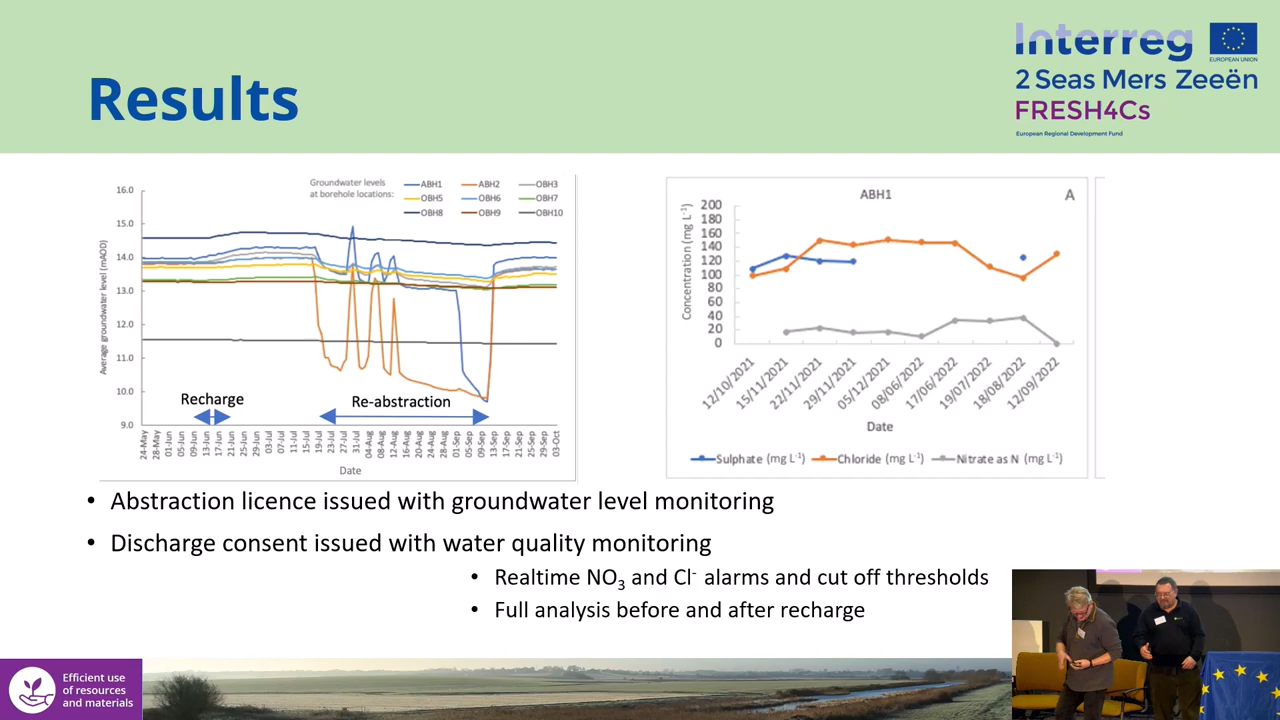 Results
Interreg
EUROPEAN UNION
2 Seas Mers Zeeën
FRESH4Cs
European Regional Development Fund
Groundwater levels
at borehole locations:
ABH1 ABH2 OBH3
OBH5 OBH6 OBH7
OBH8 OBH9 OBH10
Average groundwater level (mAOD)
16.0
15.0
14.0
13.0
12.0
11.0
10.0
9.0
Recharge
Re-abstraction
24-May
28-May
01-Jun
05-Jun
09-Jun
13-Jun
17-Jun
21-Jun
25-Jun
29-Jun
03-Jul
07-Jul
11-Jul
15-Jul
19-Jul
23-Jul
27-Jul
31-Jul
04-Aug
08-Aug
12-Aug
16-Aug
20-Aug
24-Aug
28-Aug
01-Sep
05-Sep
09-Sep
13-Sep
17-Sep
21-Sep
25-Sep
29-Sep
03-Oct
Date
ABH1
A
Concentration (mg L⁻¹)
200
180
160
140
120
100
80
60
40
20
0
12/10/2021
15/11/2021
22/11/2021
29/11/2021
05/12/2021
08/06/2022
17/06/2022
19/07/2022
18/08/2022
12/09/2022
Date
Sulphate (mg L⁻¹) Chloride (mg L⁻¹) Nitrate as N (mg L⁻¹)
• Abstraction licence issued with groundwater level monitoring
• Discharge consent issued with water quality monitoring
• Realtime NO₃ and Cl⁻ alarms and cut off thresholds
• Full analysis before and after recharge
Efficient use
of resources
and materials